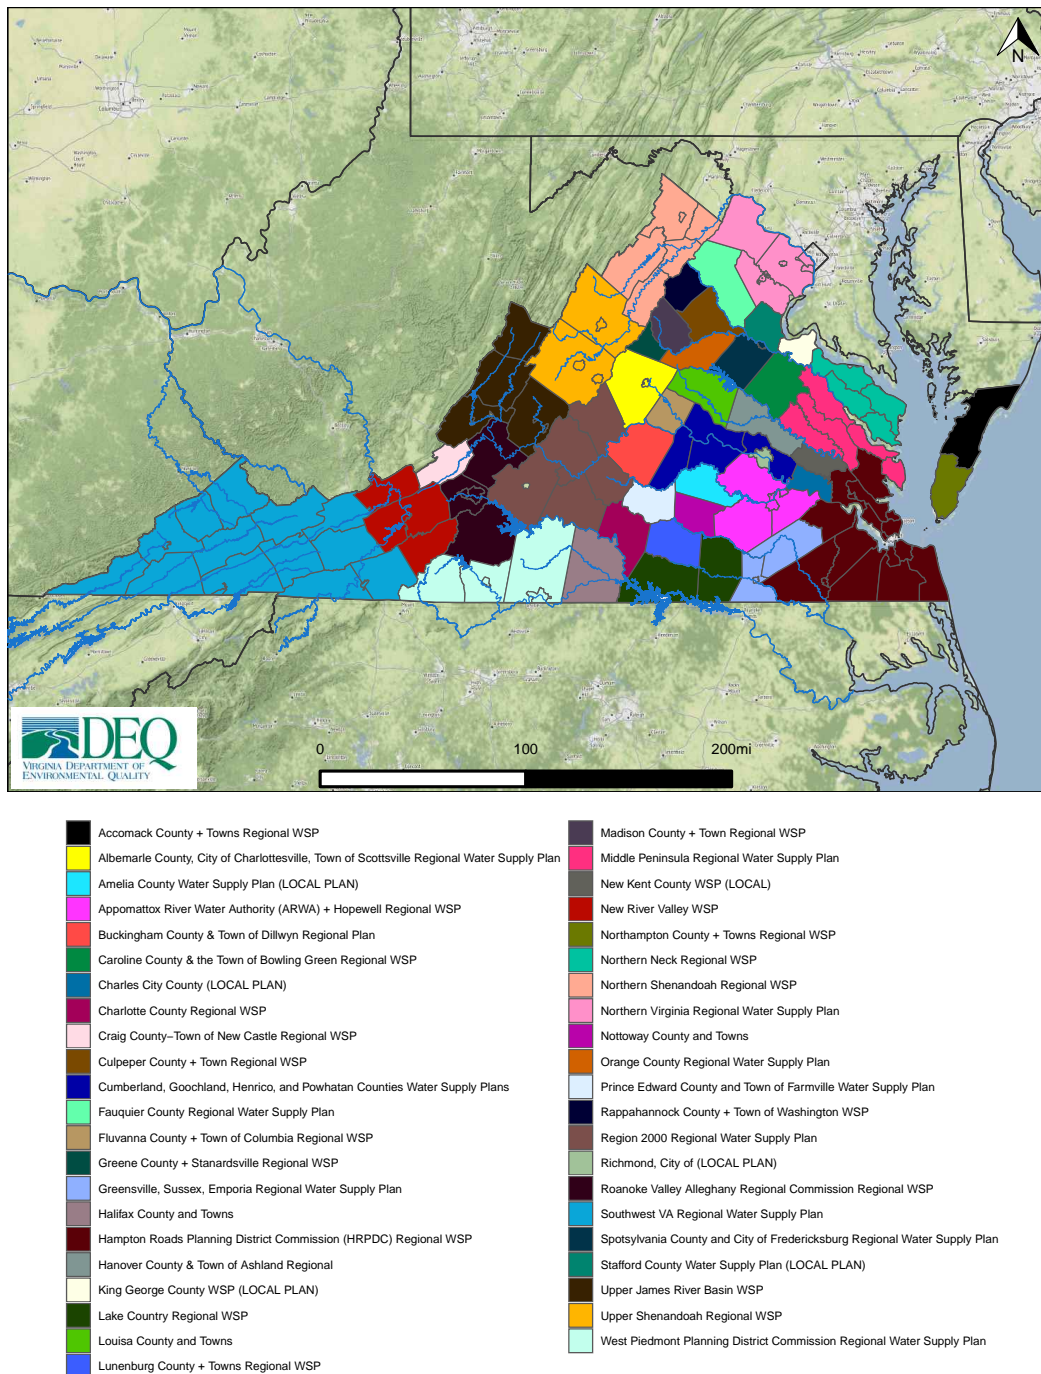 N
DEQ
VIRGINIA DEPARTMENT OF
ENVIRONMENTAL QUALITY
0 100 200mi
Accomack County + Towns Regional WSP
Albemarle County, City of Charlottesville, Town of Scottsville Regional Water Supply Plan
Amelia County Water Supply Plan (LOCAL PLAN)
Appomattox River Water Authority (ARWA) + Hopewell Regional WSP
Buckingham County & Town of Dillwyn Regional Plan
Caroline County & the Town of Bowling Green Regional WSP
Charles City County (LOCAL PLAN)
Charlotte County Regional WSP
Craig County–Town of New Castle Regional WSP
Culpeper County + Town Regional WSP
Cumberland, Goochland, Henrico, and Powhatan Counties Water Supply Plans
Fauquier County Regional Water Supply Plan
Fluvanna County + Town of Columbia Regional WSP
Greene County + Stanardsville Regional WSP
Greensville, Sussex, Emporia Regional Water Supply Plan
Halifax County and Towns
Hampton Roads Planning District Commission (HRPDC) Regional WSP
Hanover County & Town of Ashland Regional
King George County WSP (LOCAL PLAN)
Lake Country Regional WSP
Louisa County and Towns
Lunenburg County + Towns Regional WSP
Madison County + Town Regional WSP
Middle Peninsula Regional Water Supply Plan
New Kent County WSP (LOCAL)
New River Valley WSP
Northampton County + Towns Regional WSP
Northern Neck Regional WSP
Northern Shenandoah Regional WSP
Northern Virginia Regional Water Supply Plan
Nottoway County and Towns
Orange County Regional Water Supply Plan
Prince Edward County and Town of Farmville Water Supply Plan
Rappahannock County + Town of Washington WSP
Region 2000 Regional Water Supply Plan
Richmond, City of (LOCAL PLAN)
Roanoke Valley Alleghany Regional Commission Regional WSP
Southwest VA Regional Water Supply Plan
Spotsylvania County and City of Fredericksburg Regional Water Supply Plan
Stafford County Water Supply Plan (LOCAL PLAN)
Upper James River Basin WSP
Upper Shenandoah Regional WSP
West Piedmont Planning District Commission Regional Water Supply Plan